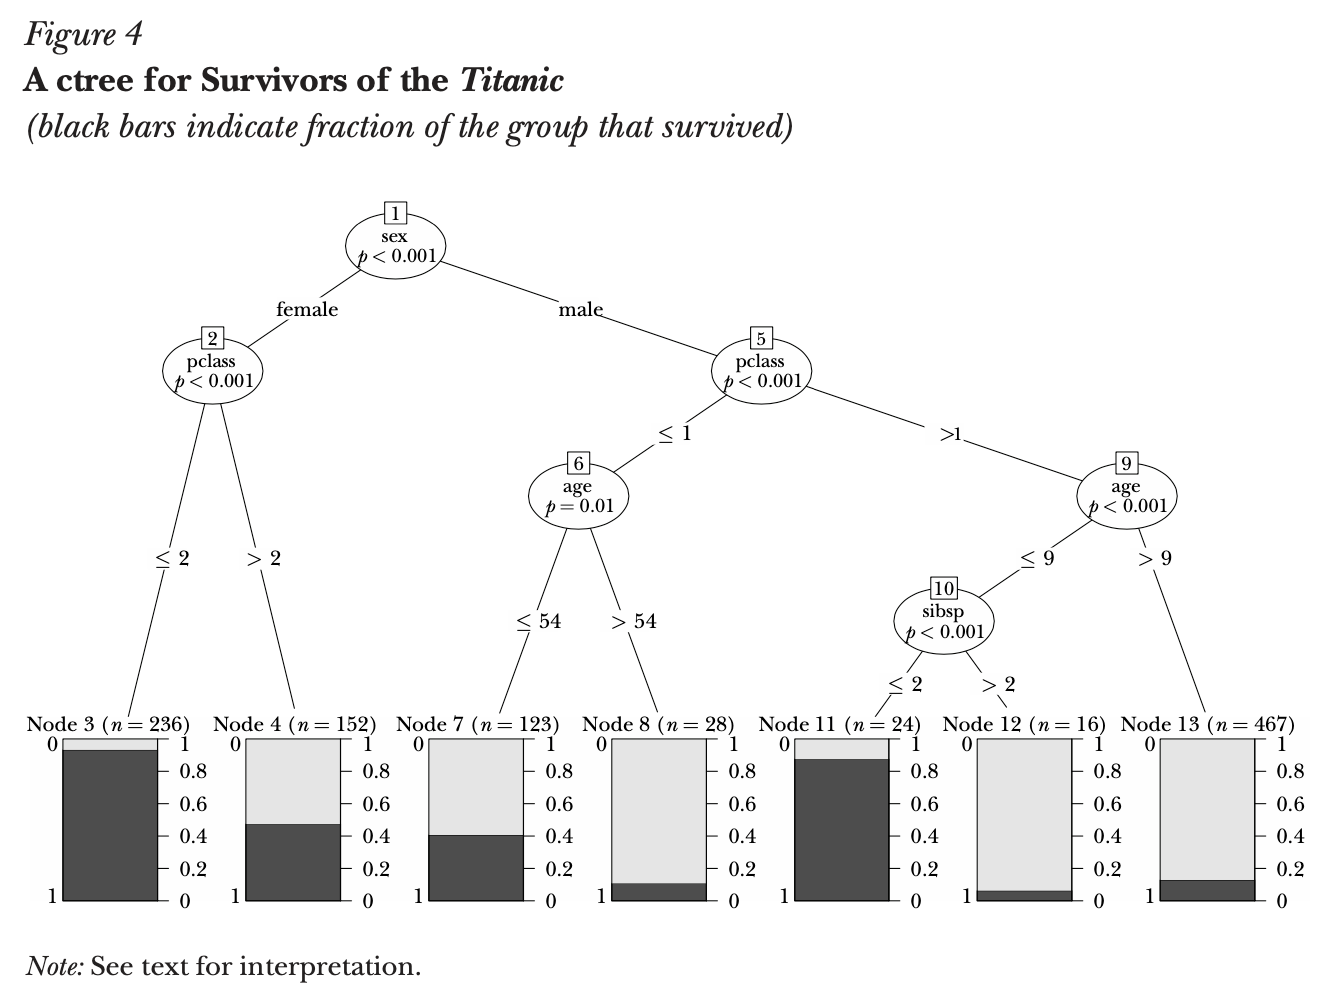 Figure 4
A ctree for Survivors of the Titanic
(black bars indicate fraction of the group that survived)
1
sex
p < 0.001
female
male
2
pclass
p < 0.001
5
pclass
p < 0.001
≤ 1
>1
6
age
p = 0.01
9
age
p < 0.001
≤ 2
> 2
≤ 9
> 9
10
sibsp
p < 0.001
≤ 54
> 54
≤ 2
> 2
Node 3 (n = 236)
0
1
1
0.8
0.6
0.4
0.2
0
Node 4 (n = 152)
0
1
1
0.8
0.6
0.4
0.2
0
Node 7 (n = 123)
0
1
1
0.8
0.6
0.4
0.2
0
Node 8 (n = 28)
0
1
1
0.8
0.6
0.4
0.2
0
Node 11 (n = 24)
0
1
1
0.8
0.6
0.4
0.2
0
Node 12 (n = 16)
0
1
1
0.8
0.6
0.4
0.2
0
Node 13 (n = 467)
0
1
1
0.8
0.6
0.4
0.2
0
Note: See text for interpretation.